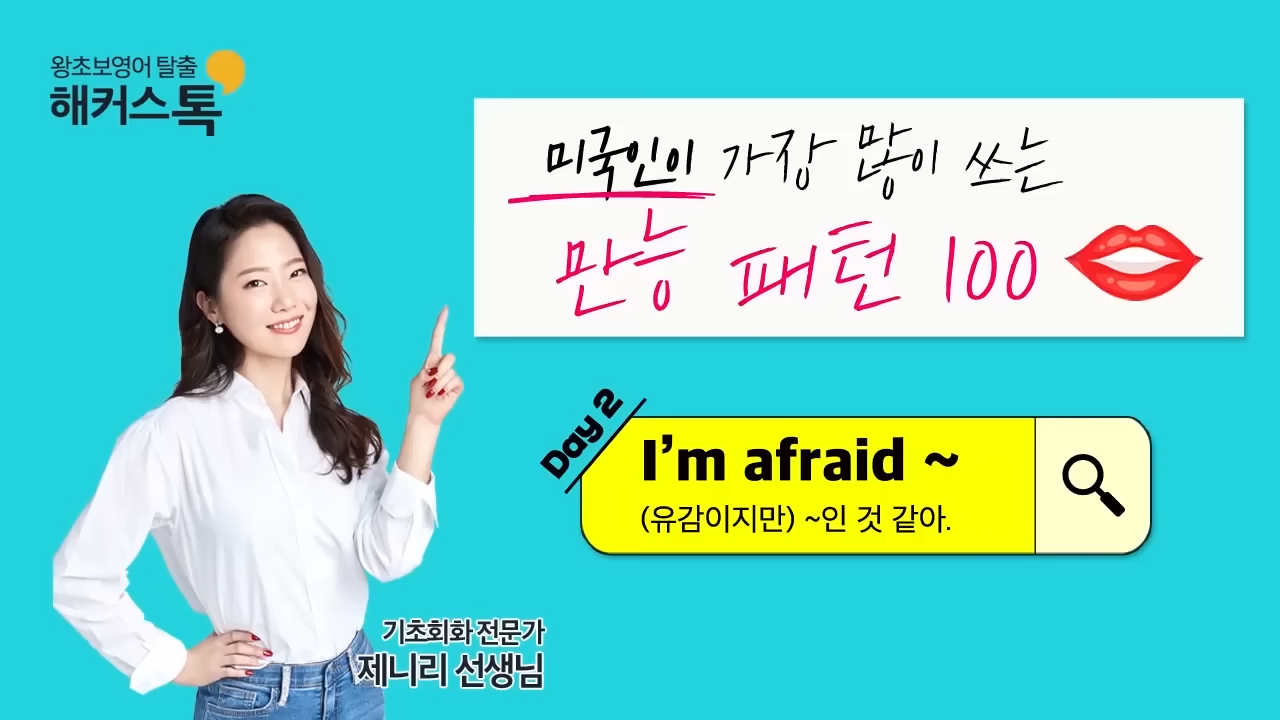 왕초보영어 탈출
해커스톡
미국인이 가장 많이 쓰는
만능 패턴 100
Day 2
I'm afraid ~
(유감이지만) ~인 것 같아.
기초회화 전문가
제니리 선생님